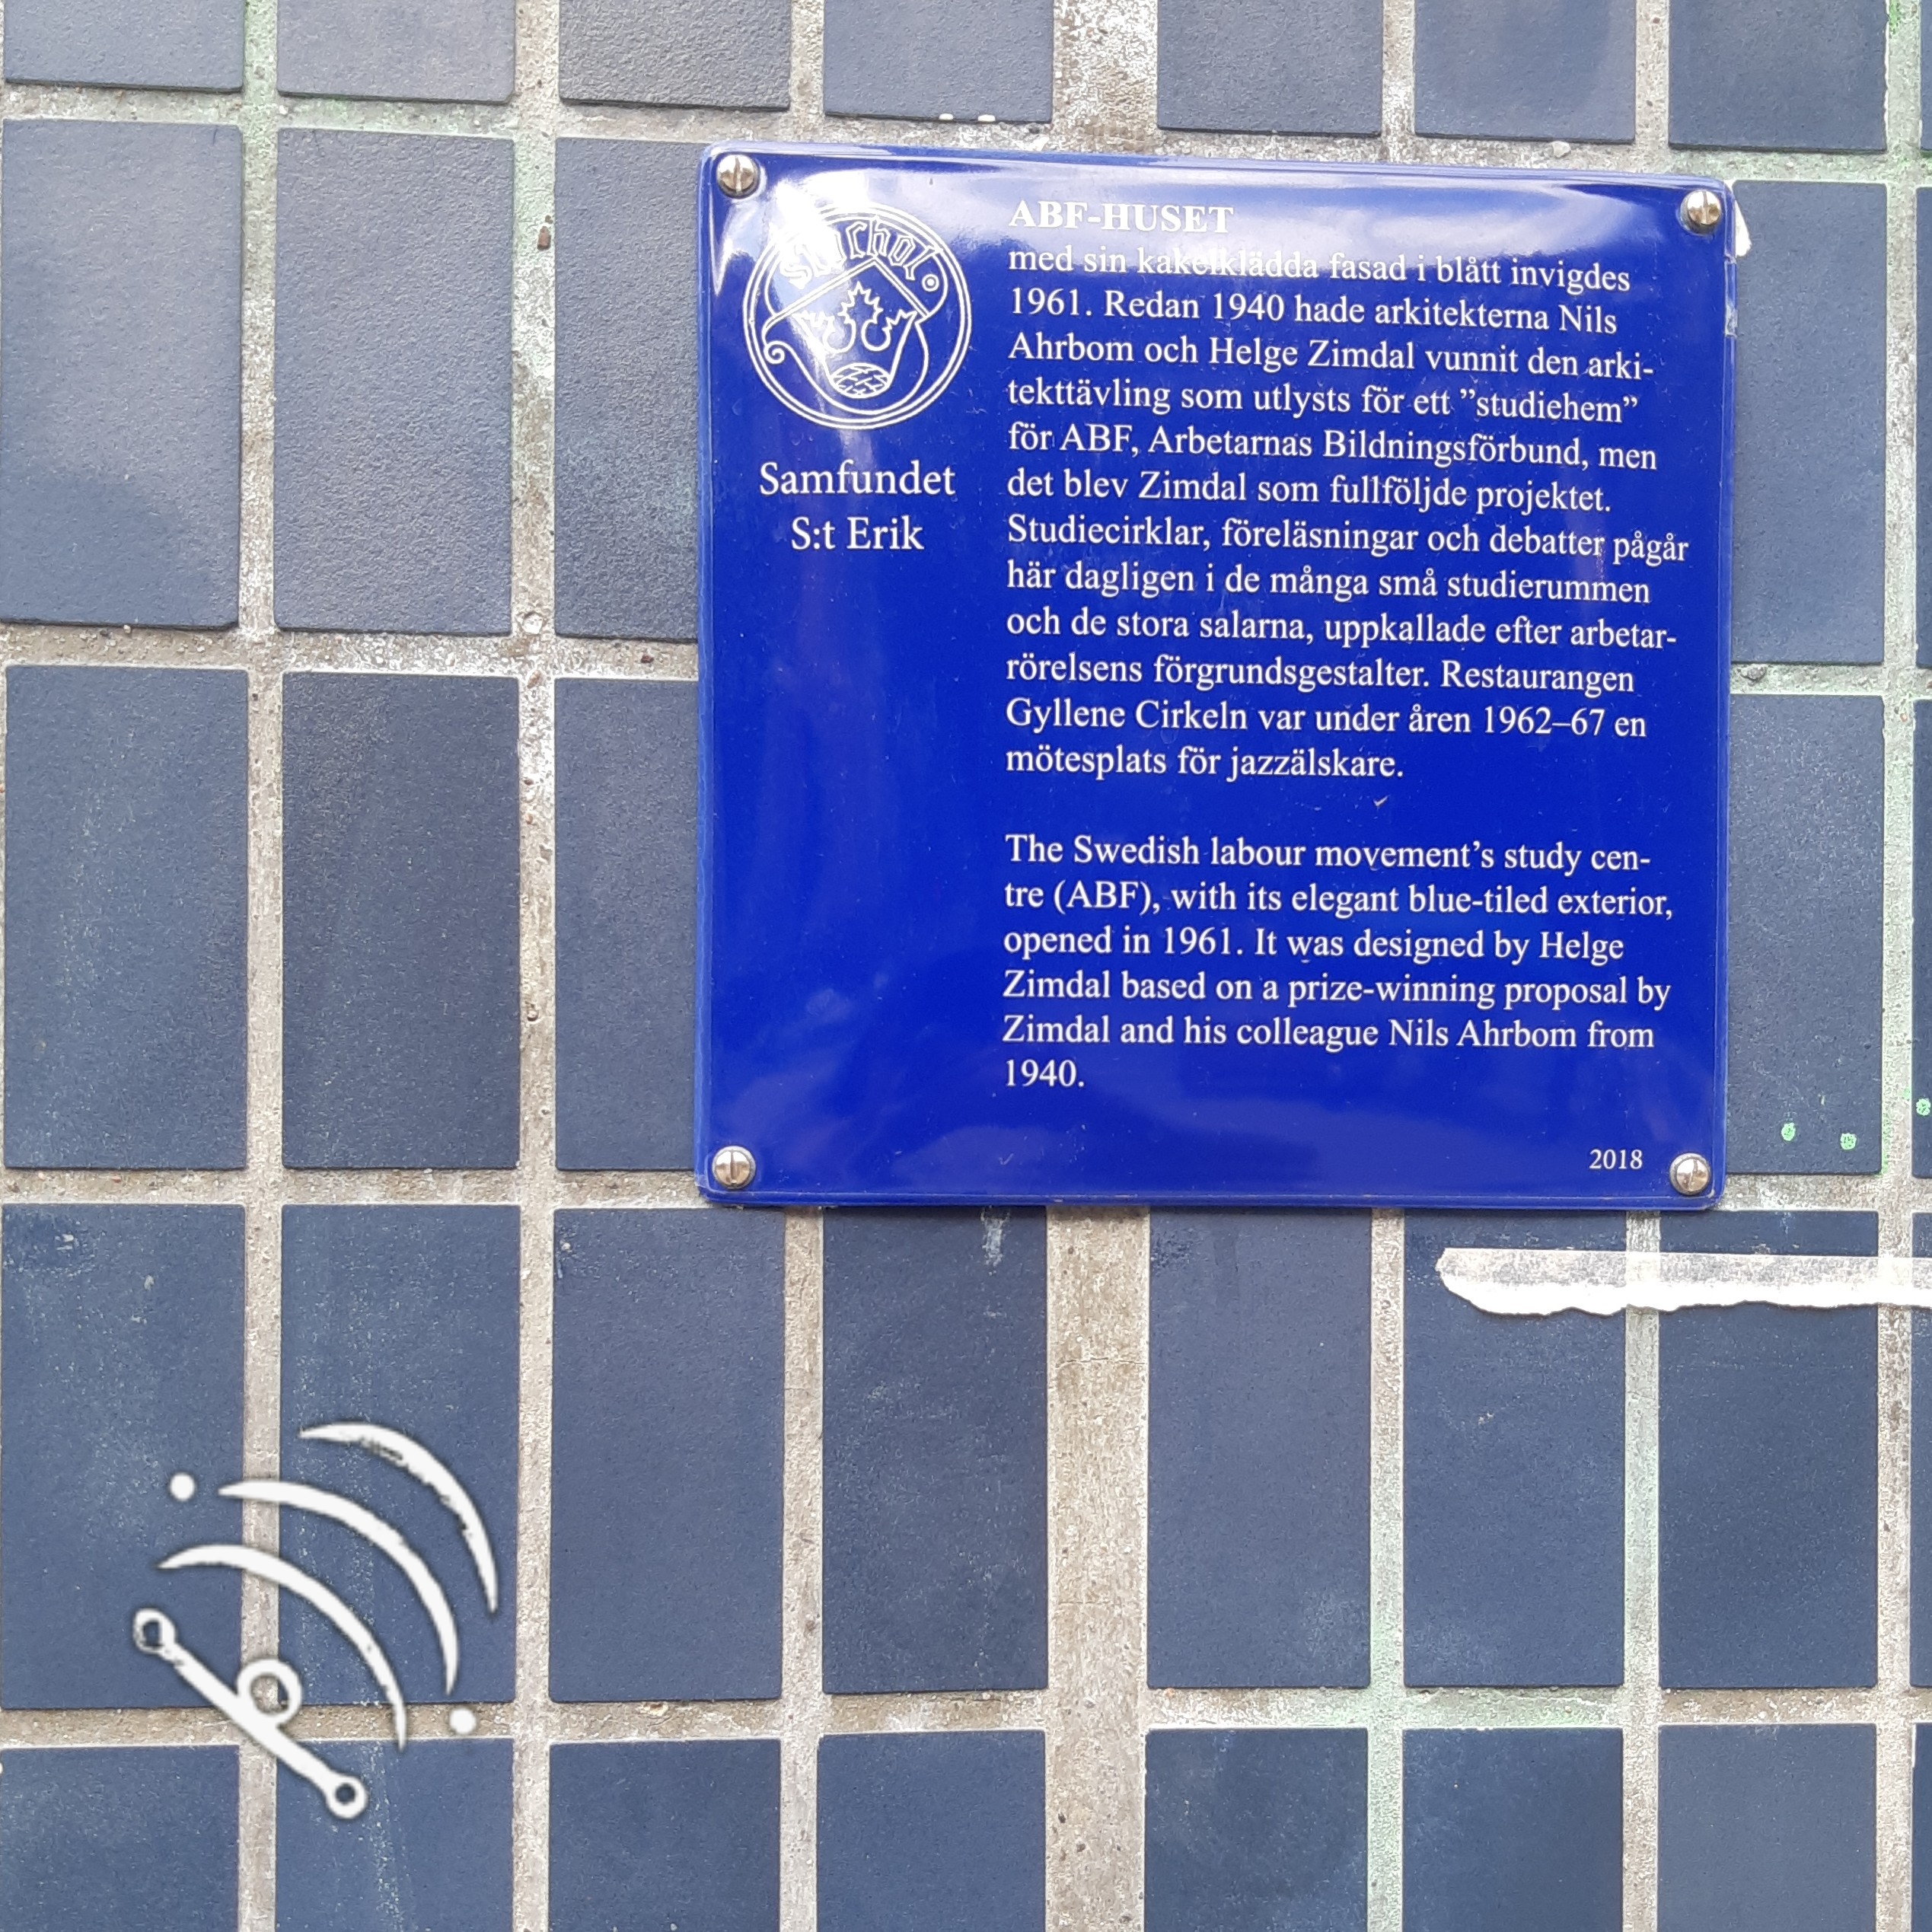 Stocholm
Samfundet
S:t Erik
ABF-HUSET
med sin kakelklädda fasad i blått invigdes
1961. Redan 1940 hade arkitekterna Nils
Ahrbom och Helge Zimdal vunnit den arki-
tekttävling som utlysts för ett ”studiehem”
för ABF, Arbetarnas Bildningsförbund, men
det blev Zimdal som fullföljde projektet.
Studiecirklar, föreläsningar och debatter pågår
här dagligen i de många små studierummen
och de stora salarna, uppkallade efter arbetar-
rörelsens förgrundsgestalter. Restaurangen
Gyllene Cirkeln var under åren 1962–67 en
mötesplats för jazzälskare.
The Swedish labour movement’s study cen-
tre (ABF), with its elegant blue-tiled exterior,
opened in 1961. It was designed by Helge
Zimdal based on a prize-winning proposal by
Zimdal and his colleague Nils Ahrbom from
1940.
2018